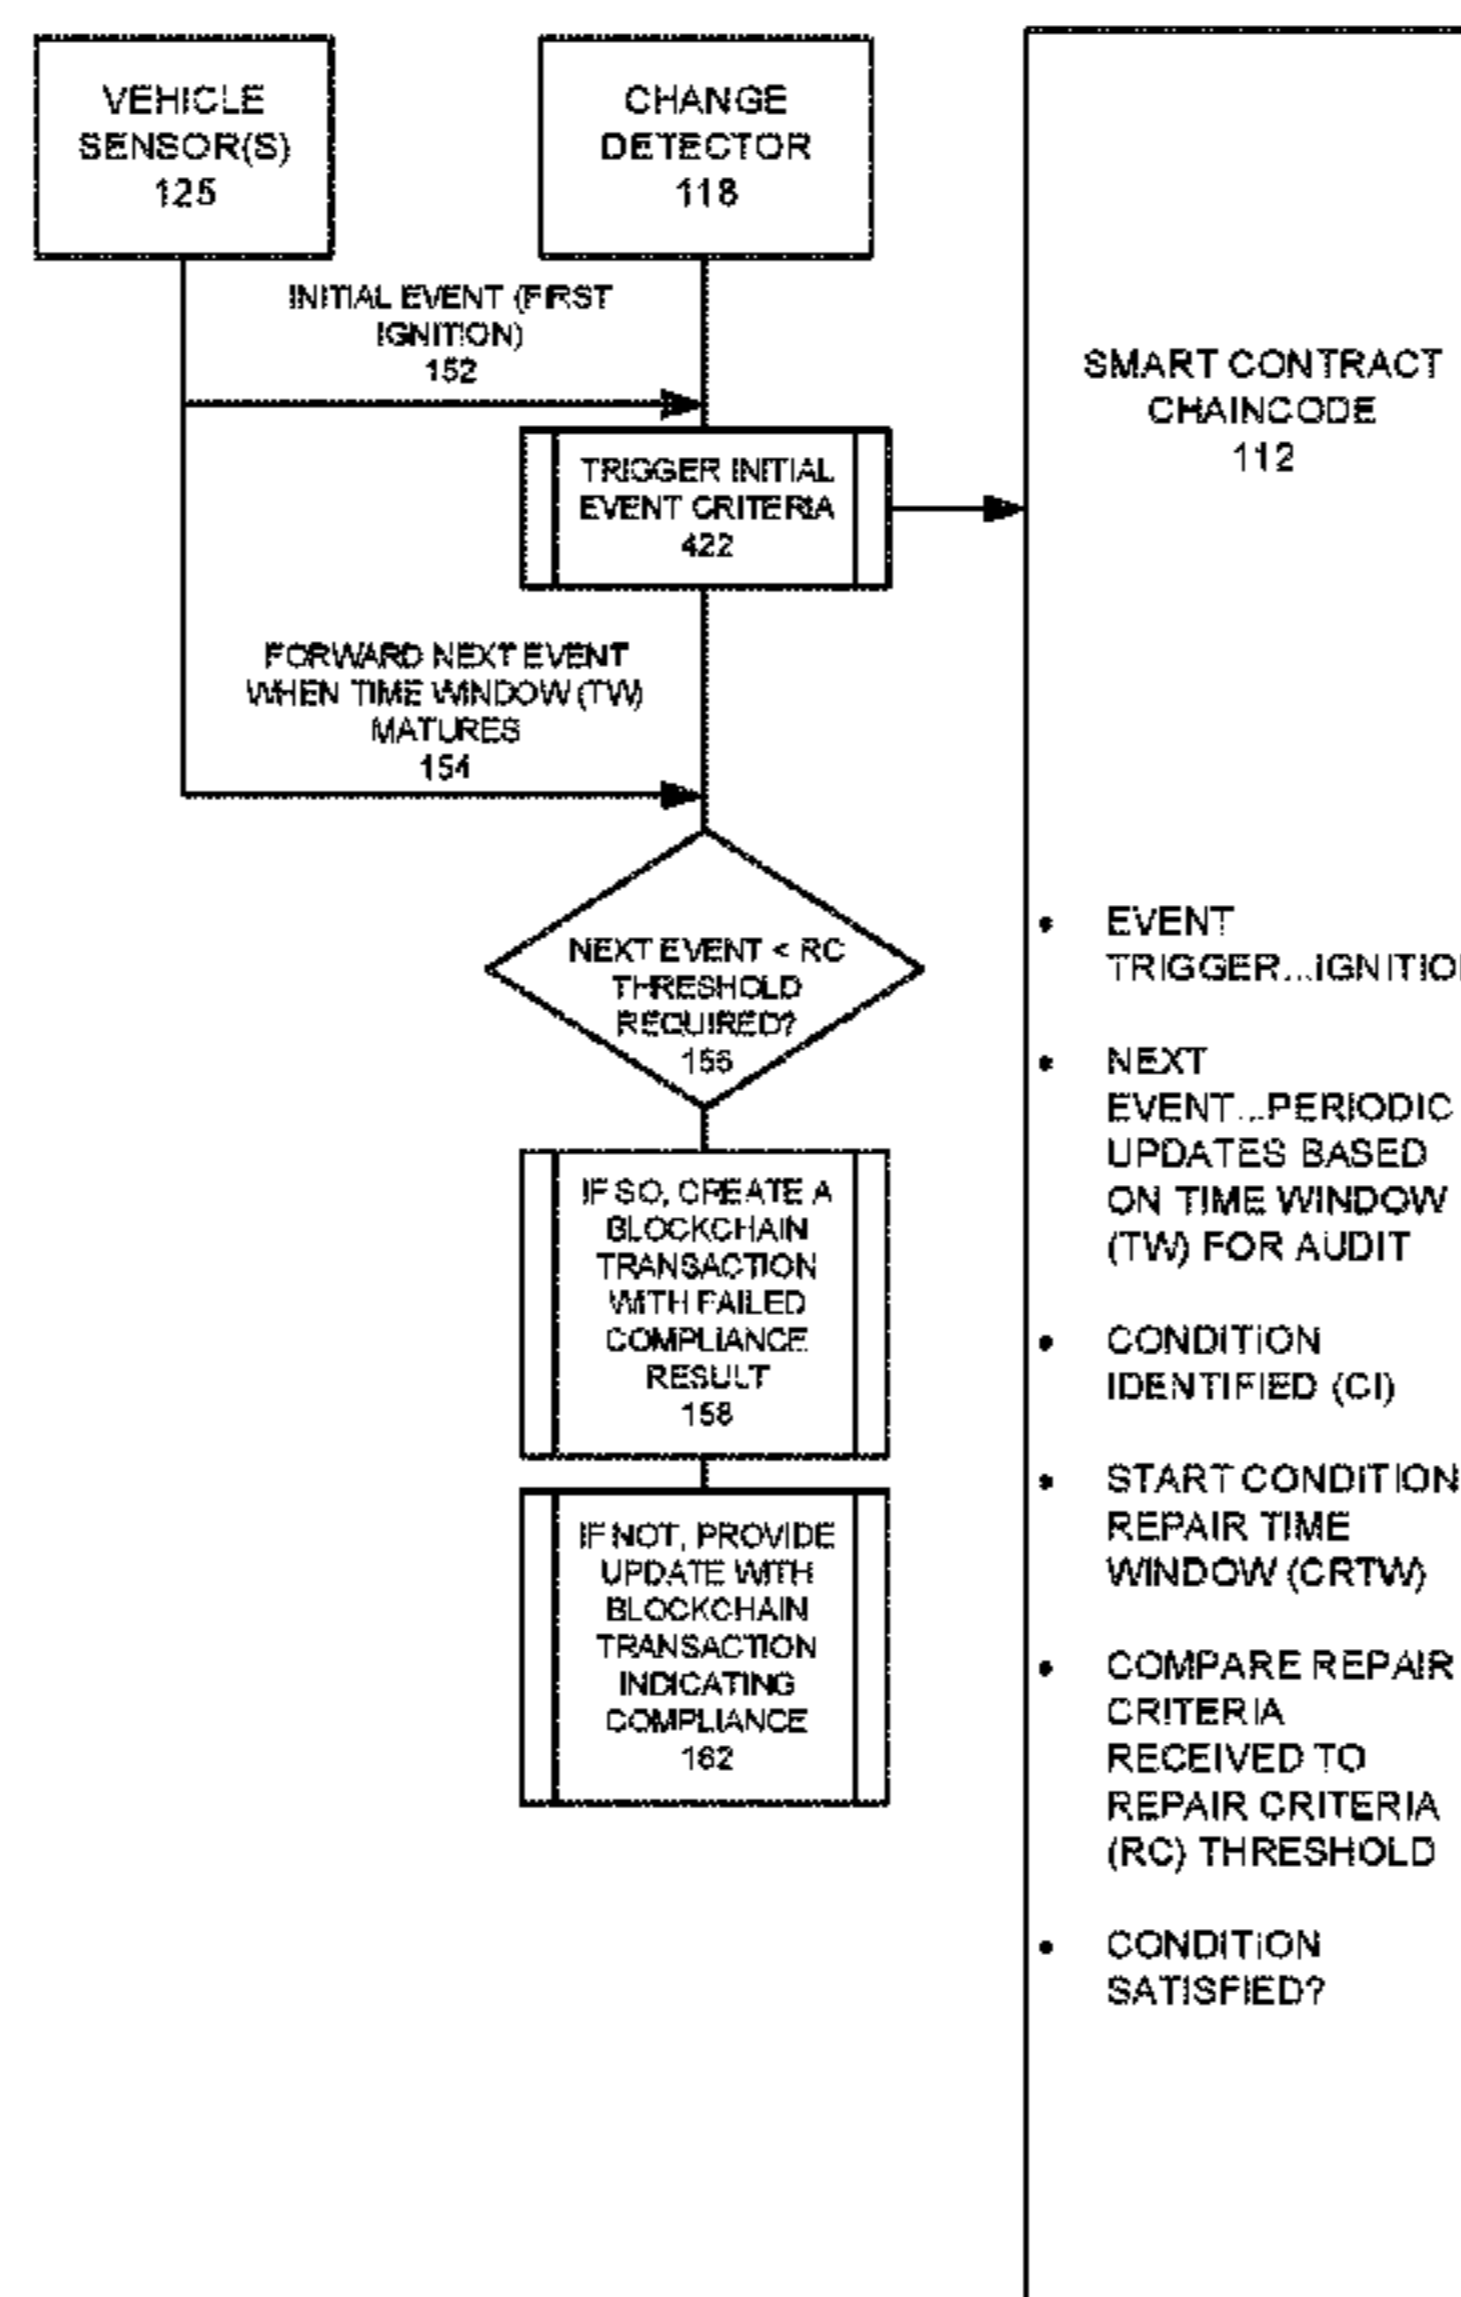 VEHICLE
SENSOR(S)
125
CHANGE
DETECTOR
118
INITIAL EVENT (FIRST
IGNITION)
152
SMART CONTRACT
CHAINCODE
112
TRIGGER INITIAL
EVENT CRITERIA
422
FORWARD NEXT EVENT
WHEN TIME WINDOW (TW)
MATURES
154
NEXT EVENT < RC
THRESHOLD
REQUIRED?
156
IF SO, CREATE A
BLOCKCHAIN
TRANSACTION
WITH FAILED
COMPLIANCE
RESULT
158
IF NOT, PROVIDE
UPDATE WITH
BLOCKCHAIN
TRANSACTION
INDICATING
COMPLIANCE
162
• EVENT
TRIGGER...IGNITIO
• NEXT
EVENT...PERIODIC
UPDATES BASED
ON TIME WINDOW
(TW) FOR AUDIT
• CONDITION
IDENTIFIED (CI)
• START CONDITION
REPAIR TIME
WINDOW (CRTW)
• COMPARE REPAIR
CRITERIA
RECEIVED TO
REPAIR CRITERIA
(RC) THRESHOLD
• CONDITION
SATISFIED?